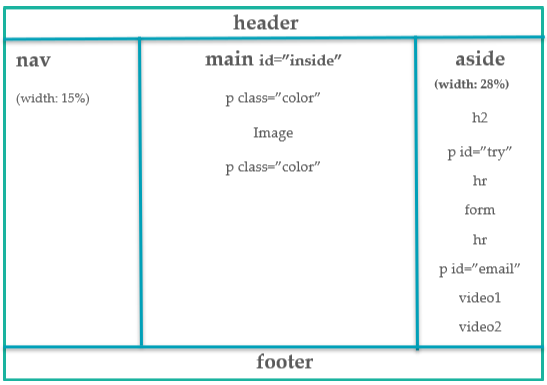 header
nav
(width: 15%)
main id=”inside”
p class=”color”
Image
p class=”color”
aside
(width: 28%)
h2
p id=”try”
hr
form
hr
p id=”email”
video1
video2
footer